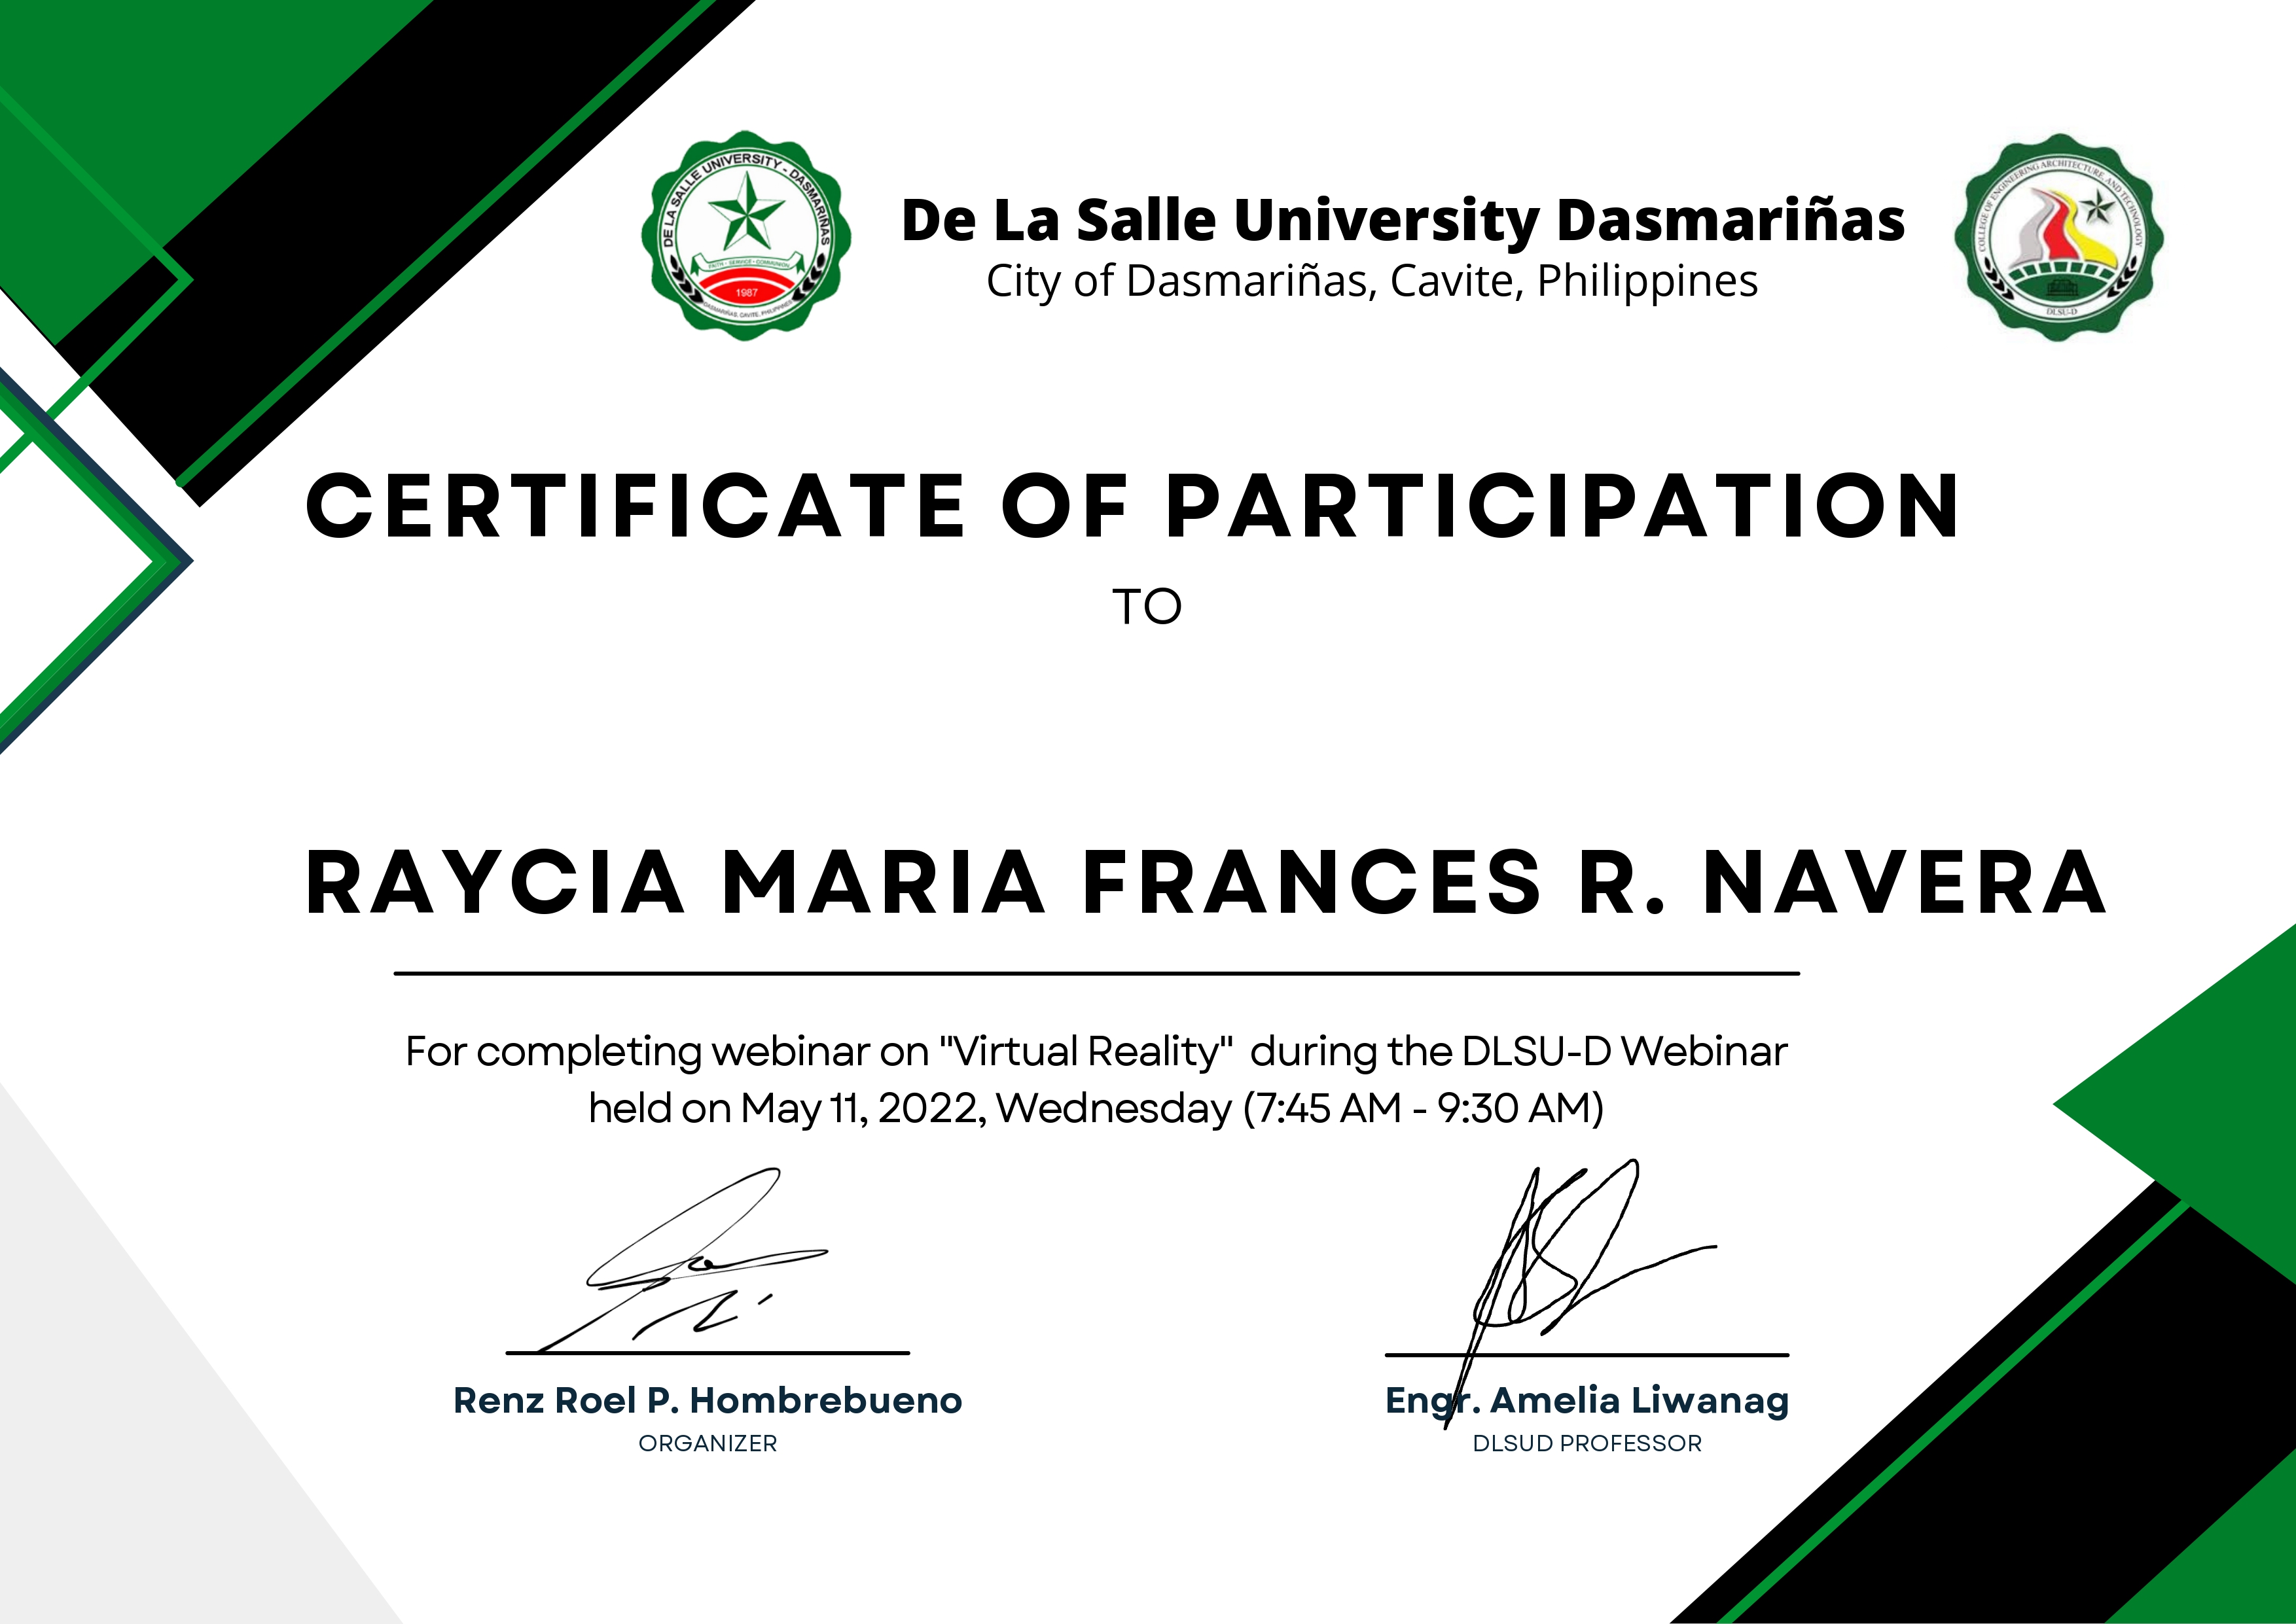 DE LA SALLE UNIVERSITY - DASMARIÑAS
FAITH · SERVICE · COMMUNION
1987
DASMARIÑAS, CAVITE, PHILIPPINES
De La Salle University Dasmariñas
City of Dasmariñas, Cavite, Philippines
COLLEGE OF ENGINEERING ARCHITECTURE, AND TECHNOLOGY
DLSU-D
CERTIFICATE OF PARTICIPATION
TO
RAYCIA MARIA FRANCES R. NAVERA
For completing webinar on "Virtual Reality" during the DLSU-D Webinar
held on May 11, 2022, Wednesday (7:45 AM - 9:30 AM)
Renz Roel P. Hombrebueno
ORGANIZER
Engr. Amelia Liwanag
DLSUD PROFESSOR